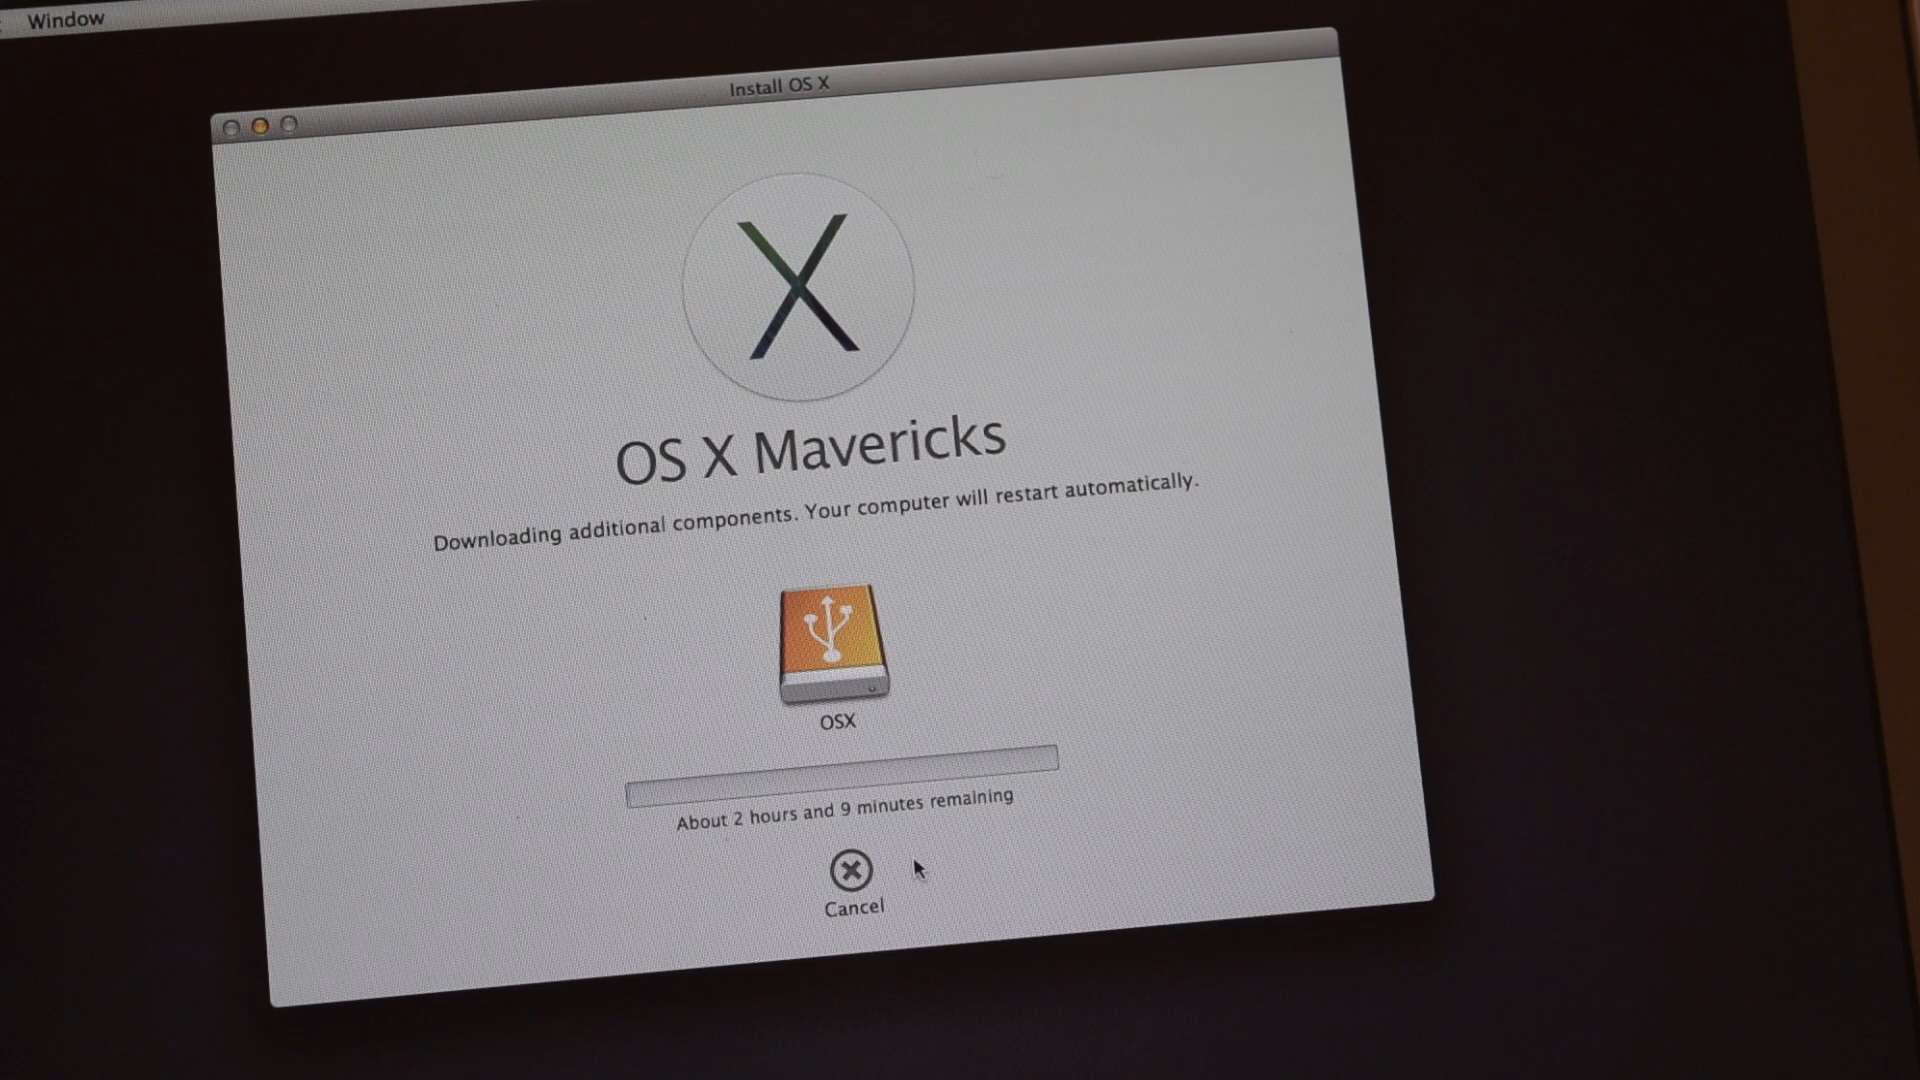 Window
Install OS X
OS X Mavericks
Downloading additional components. Your computer will restart automatically.
OSX
About 2 hours and 9 minutes remaining
Cancel